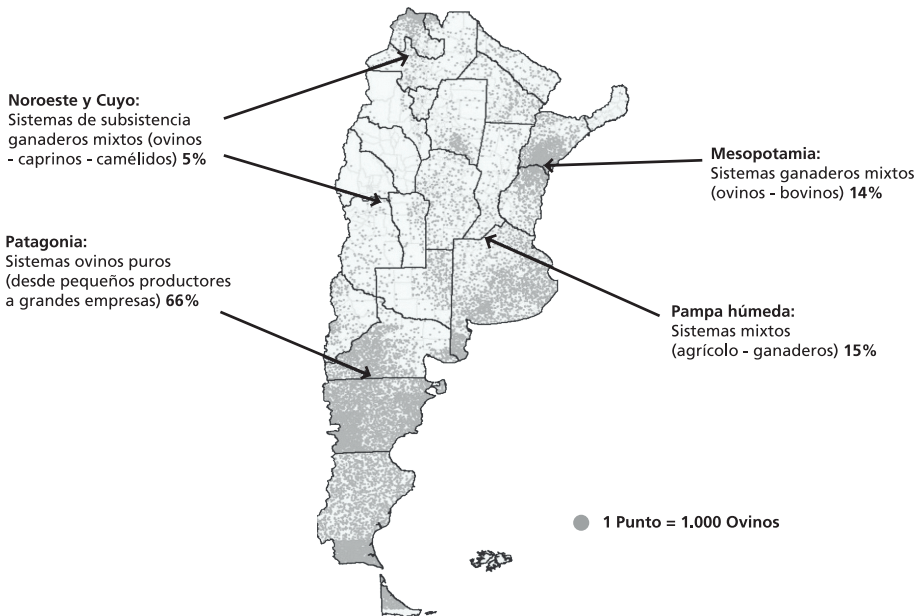 Noroeste y Cuyo:
Sistemas de subsistencia
ganaderos mixtos (ovinos
- caprinos - camélidos) 5%
Mesopotamia:
Sistemas ganaderos mixtos
(ovinos - bovinos) 14%
Patagonia:
Sistemas ovinos puros
(desde pequeños productores
a grandes empresas) 66%
Pampa húmeda:
Sistemas mixtos
(agrícolo - ganaderos) 15%
1 Punto = 1.000 Ovinos